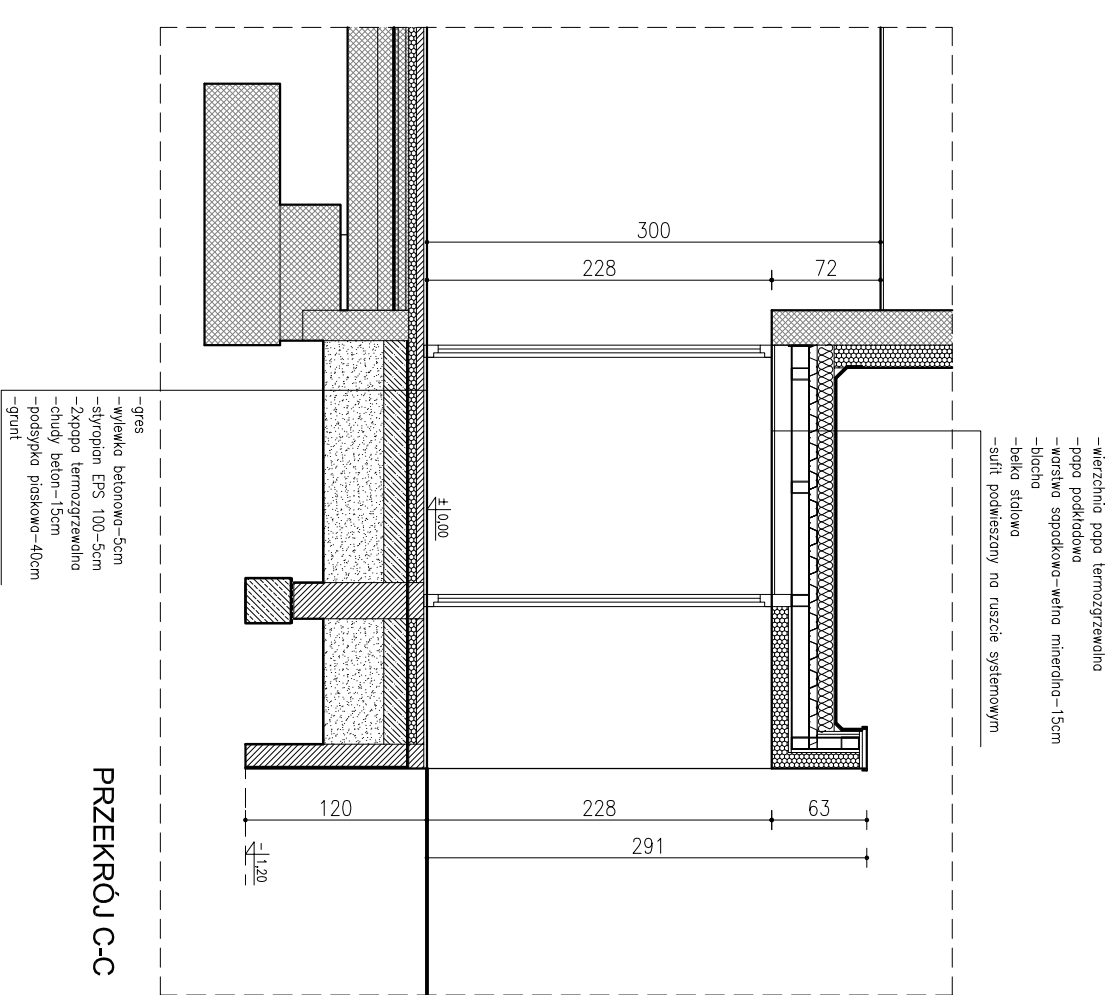 -wierzchnia papa termozgrzewalna
-papa podkładowa
-warstwa sapadkowa-wełna mineralna-15cm
-blacha
-belka stalowa
-sufit podwieszany na ruszcie systemowym
300
228
72
± 0,00
120
228
63
291
- 1,20
-gres
-wylewka betonowa-5cm
-styropian EPS 100-5cm
-2xpapa termozgrzewalna
-chudy beton-15cm
-podsypka piaskowa-40cm
-grunt
PRZEKRÓJ C-C